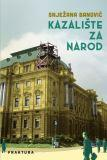 SNJEŽANA BANOVIĆ
KAZALIŠTE
ZA
NAROD
FRAKTURA